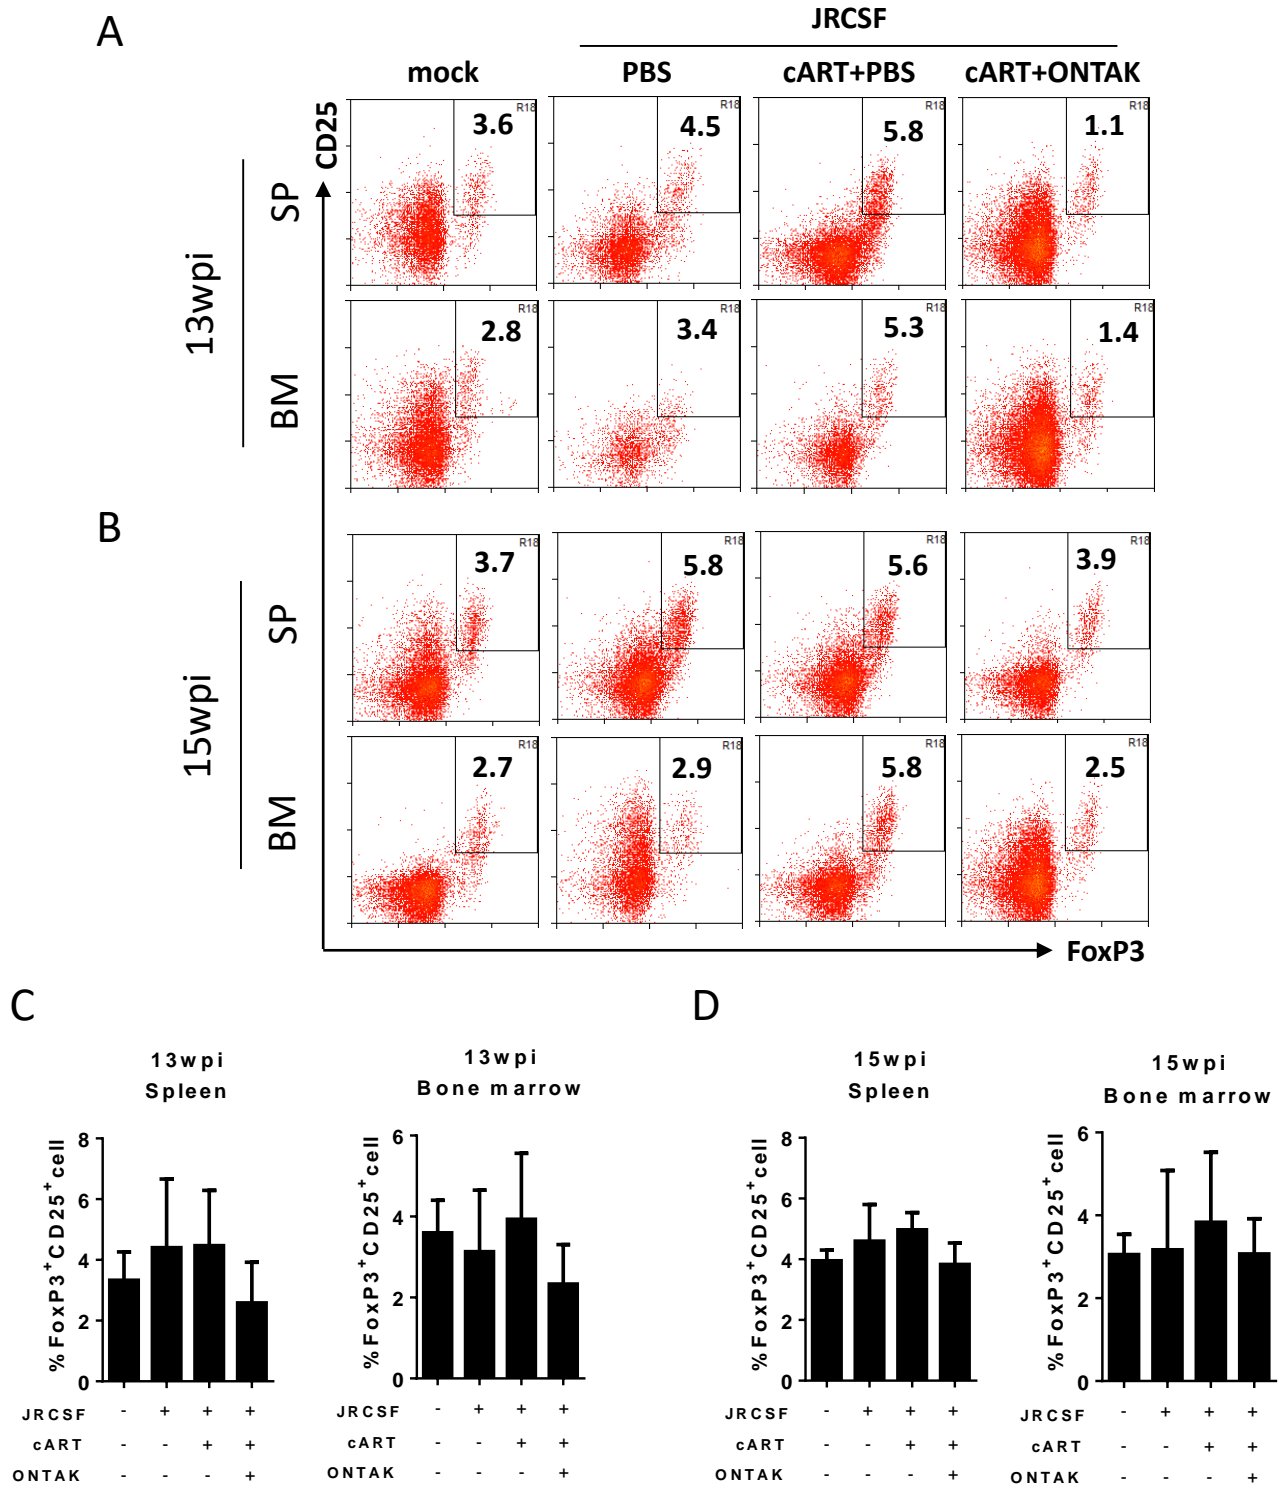 A
JRCSF
mock PBS cART+PBS cART+ONTAK
CD25
13wpi
SP
R18 3.6
R18 4.5
R18 5.8
R18 1.1
BM
R18 2.8
R18 3.4
R18 5.3
R18 1.4
B
15wpi
SP
R18 3.7
R18 5.8
R18 5.6
R18 3.9
BM
R18 2.7
R18 2.9
R18 5.8
R18 2.5
FoxP3
C
13wpi
Spleen
%FoxP3+CD25+cell
8
6
4
2
0
JRCSF - + + +
cART - - + +
ONTAK - - - +
13wpi
Bone marrow
%FoxP3+CD25+cell
6
4
2
0
JRCSF - + + +
cART - - + +
ONTAK - - - +
D
15wpi
Spleen
%FoxP3+CD25+cell
8
6
4
2
0
JRCSF - + + +
cART - - + +
ONTAK - - - +
15wpi
Bone marrow
%FoxP3+CD25+cell
6
4
2
0
JRCSF - + + +
cART - - + +
ONTAK - - - +